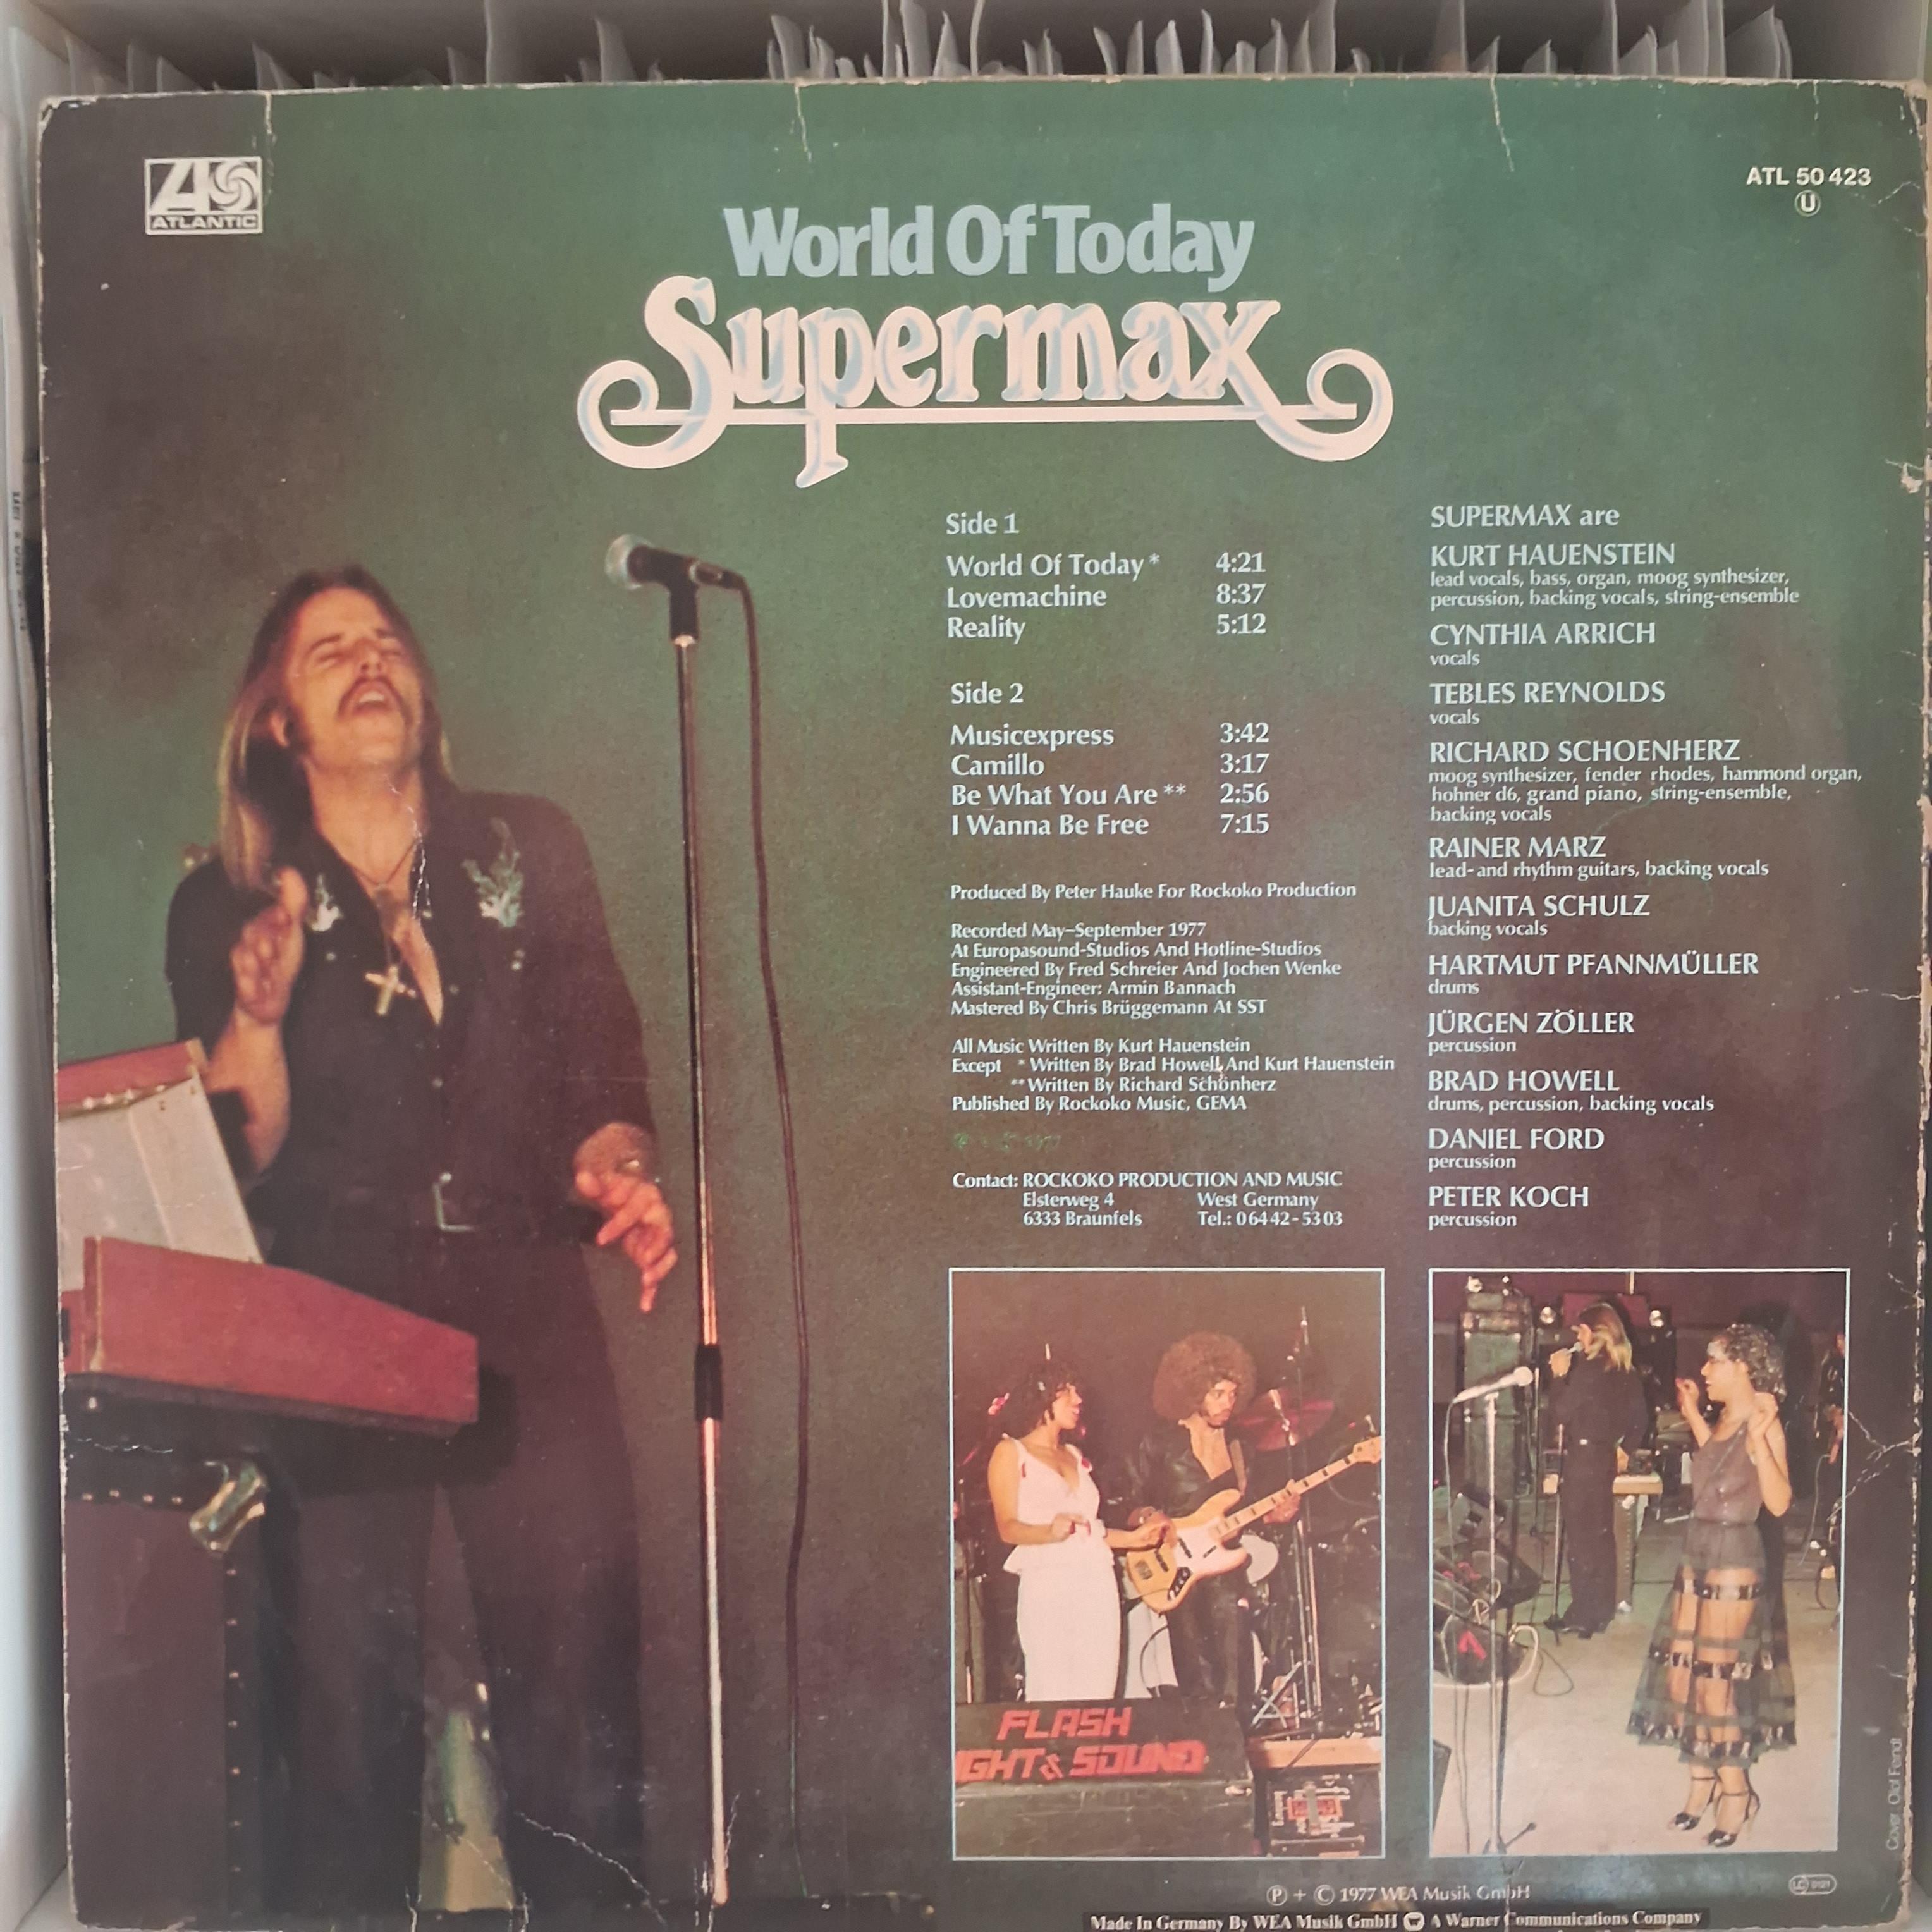 ATLANTIC
ATL 50 423
U
World Of Today
Supermax
Side 1
World Of Today * 4:21
Lovemachine 8:37
Reality 5:12
Side 2
Musicexpress 3:42
Camillo 3:17
Be What You Are ** 2:56
I Wanna Be Free 7:15
Produced By Peter Hauke For Rockoko Production
Recorded May–September 1977
At Europasound-Studios And Hotline-Studios
Engineered By Fred Schreier And Jochen Wenke
Assistant-Engineer: Armin Bannach
Mastered By Chris Brüggemann At SST
All Music Written By Kurt Hauenstein
Except * Written By Brad Howell And Kurt Hauenstein
** Written By Richard Schönherz
Published By Rockoko Music, GEMA
Contact: ROCKOKO PRODUCTION AND MUSIC
Elsterweg 4 West Germany
6333 Braunfels Tel.: 06442-5303
SUPERMAX are
KURT HAUENSTEIN
lead vocals, bass, organ, moog synthesizer,
percussion, backing vocals, string-ensemble
CYNTHIA ARRICH
vocals
TEBLES REYNOLDS
vocals
RICHARD SCHOENHERZ
moog synthesizer, fender rhodes, hammond organ,
hohner d6, grand piano, string-ensemble,
backing vocals
RAINER MARZ
lead- and rhythm guitars, backing vocals
JUANITA SCHULZ
backing vocals
HARTMUT PFANNMÜLLER
drums
JÜRGEN ZÖLLER
percussion
BRAD HOWELL
drums, percussion, backing vocals
DANIEL FORD
percussion
PETER KOCH
percussion
FLASH
IGHT & SOUND
Cover: Olaf Fendt
LC 0121
Ⓟ + Ⓒ 1977 WEA Musik GmbH
Made In Germany By WEA Musik GmbH A Warner Communications Company